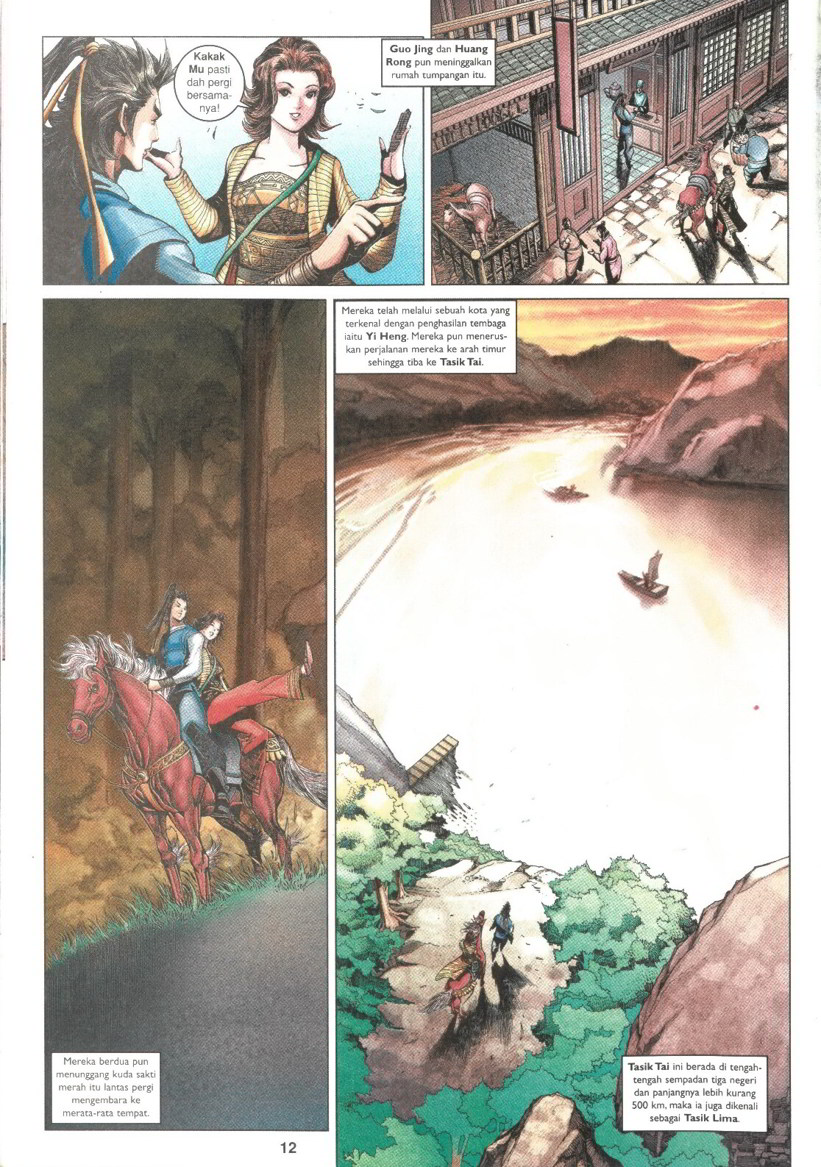 Kakak
Mu pasti
dah pergi
bersama-
nya!
Guo Jing dan Huang
Rong pun meninggalkan
rumah tumpangan itu.
Mereka telah melalui sebuah kota yang
terkenal dengan penghasilan tembaga
iaitu Yi Heng. Mereka pun menerus-
kan perjalanan mereka ke arah timur
sehingga tiba ke Tasik Tai.
Mereka berdua pun
menunggang kuda sakti
merah itu lantas pergi
mengembara ke
merata-rata tempat.
Tasik Tai ini berada di tengah-
tengah sempadan tiga negeri
dan panjangnya lebih kurang
500 km, maka ia juga dikenali
sebagai Tasik Lima.
12